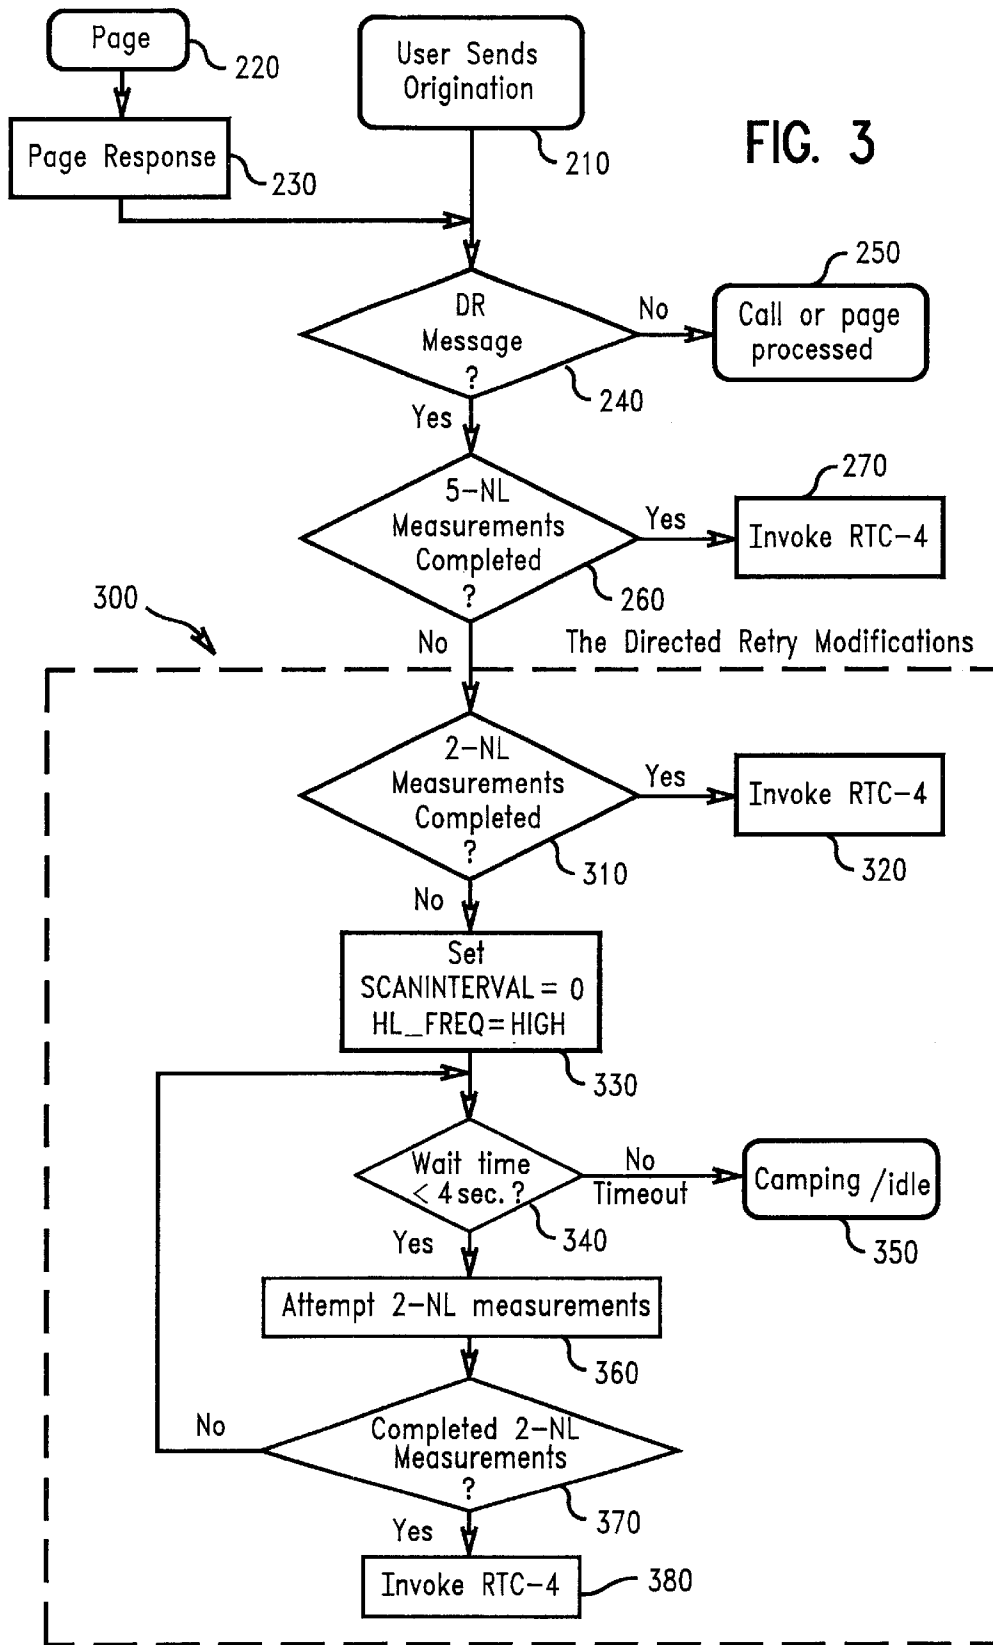 Page
220
User Sends
Origination
210
FIG. 3
Page Response
230
DR
Message
?
240
No
250
Call or page
processed
Yes
5-NL
Measurements
Completed
?
260
Yes
270
Invoke RTC-4
300
No
The Directed Retry Modifications
2-NL
Measurements
Completed
?
310
Yes
Invoke RTC-4
320
No
Set
SCANINTERVAL = 0
HL_FREQ = HIGH
330
Wait time
< 4 sec. ?
340
No
Timeout
Camping /idle
350
Yes
Attempt 2-NL measurements
360
Completed 2-NL
Measurements
?
370
No
Yes
Invoke RTC-4
380